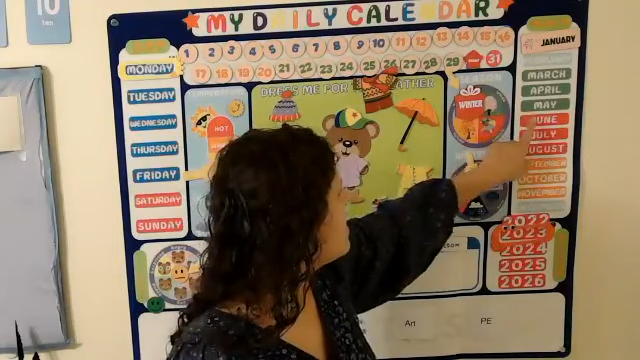 10
ten
MY DAILY CALENDAR
1 2 3 4 5 6 7 8 9 10 11 12 13 14 15 16
17 18 19 20 21 22 23 24 25 26 27 28 29 31
MONDAY
TUESDAY
WEDNESDAY
THURSDAY
FRIDAY
SATURDAY
SUNDAY
HOT
DRESS ME FOR WEATHER
SEASON
WINTER
JANUARY
MARCH
APRIL
MAY
JUNE
JULY
AUGUST
OCTOBER
NOVEMBER
2022
2023
2024
2025
2026
Art
PE